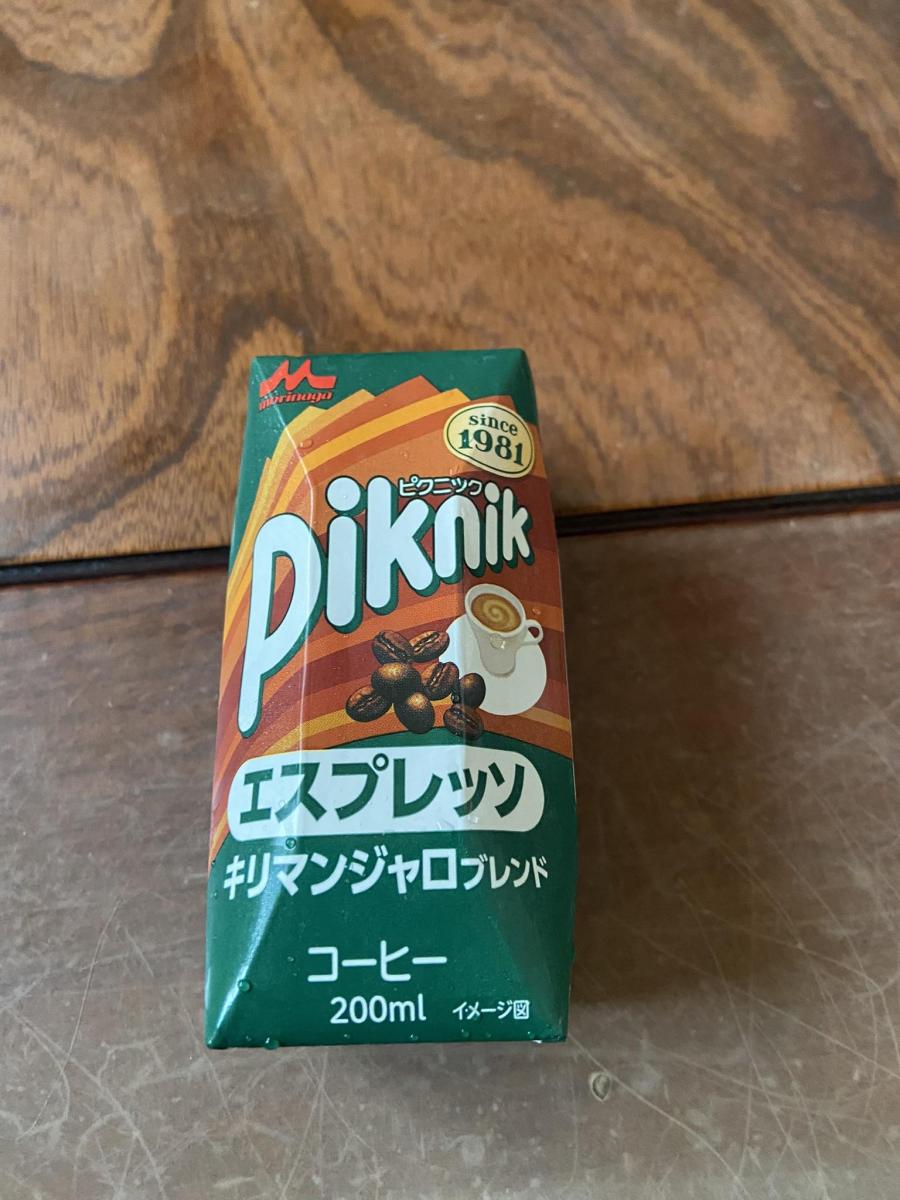 morinaga
since
1981
ピクニック
piknik
エスプレッソ
キリマンジャロブレンド
コーヒー
200ml イメージ図